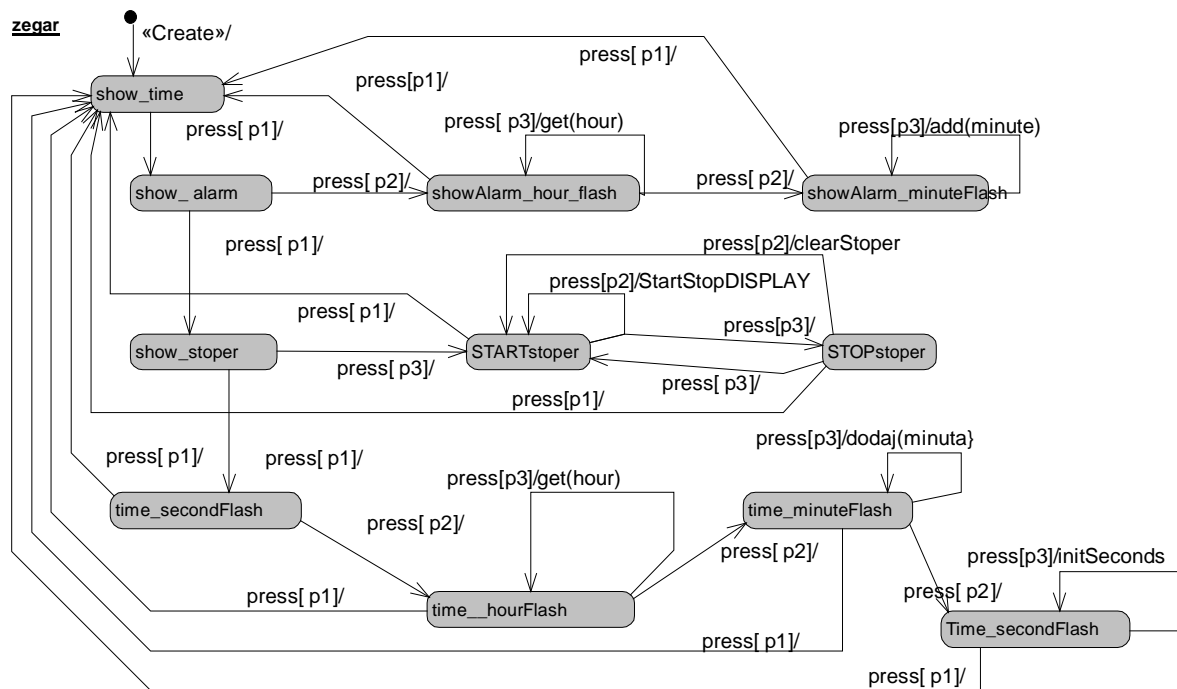 zegar
«Create»/
press[ p1]/
press[p1]/
show_time
press[ p1]/
press[ p3]/get(hour)
press[p3]/add(minute)
show_ alarm
press[ p2]/
showAlarm_hour_flash
press[ p2]/
showAlarm_minuteFlash
press[ p1]/
press[p2]/clearStoper
press[p2]/StartStopDISPLAY
press[ p1]/
press[p3]/
show_stoper
STARTstoper
STOPstoper
press[ p3]/
press[ p3]/
press[p1]/
press[p3]/dodaj(minuta}
press[ p1]/
press[ p1]/
press[p3]/get(hour)
time_secondFlash
time_minuteFlash
press[ p2]/
press[ p2]/
press[p3]/initSeconds
press[ p1]/
time__hourFlash
press[ p2]/
Time_secondFlash
press[ p1]/
press[ p1]/